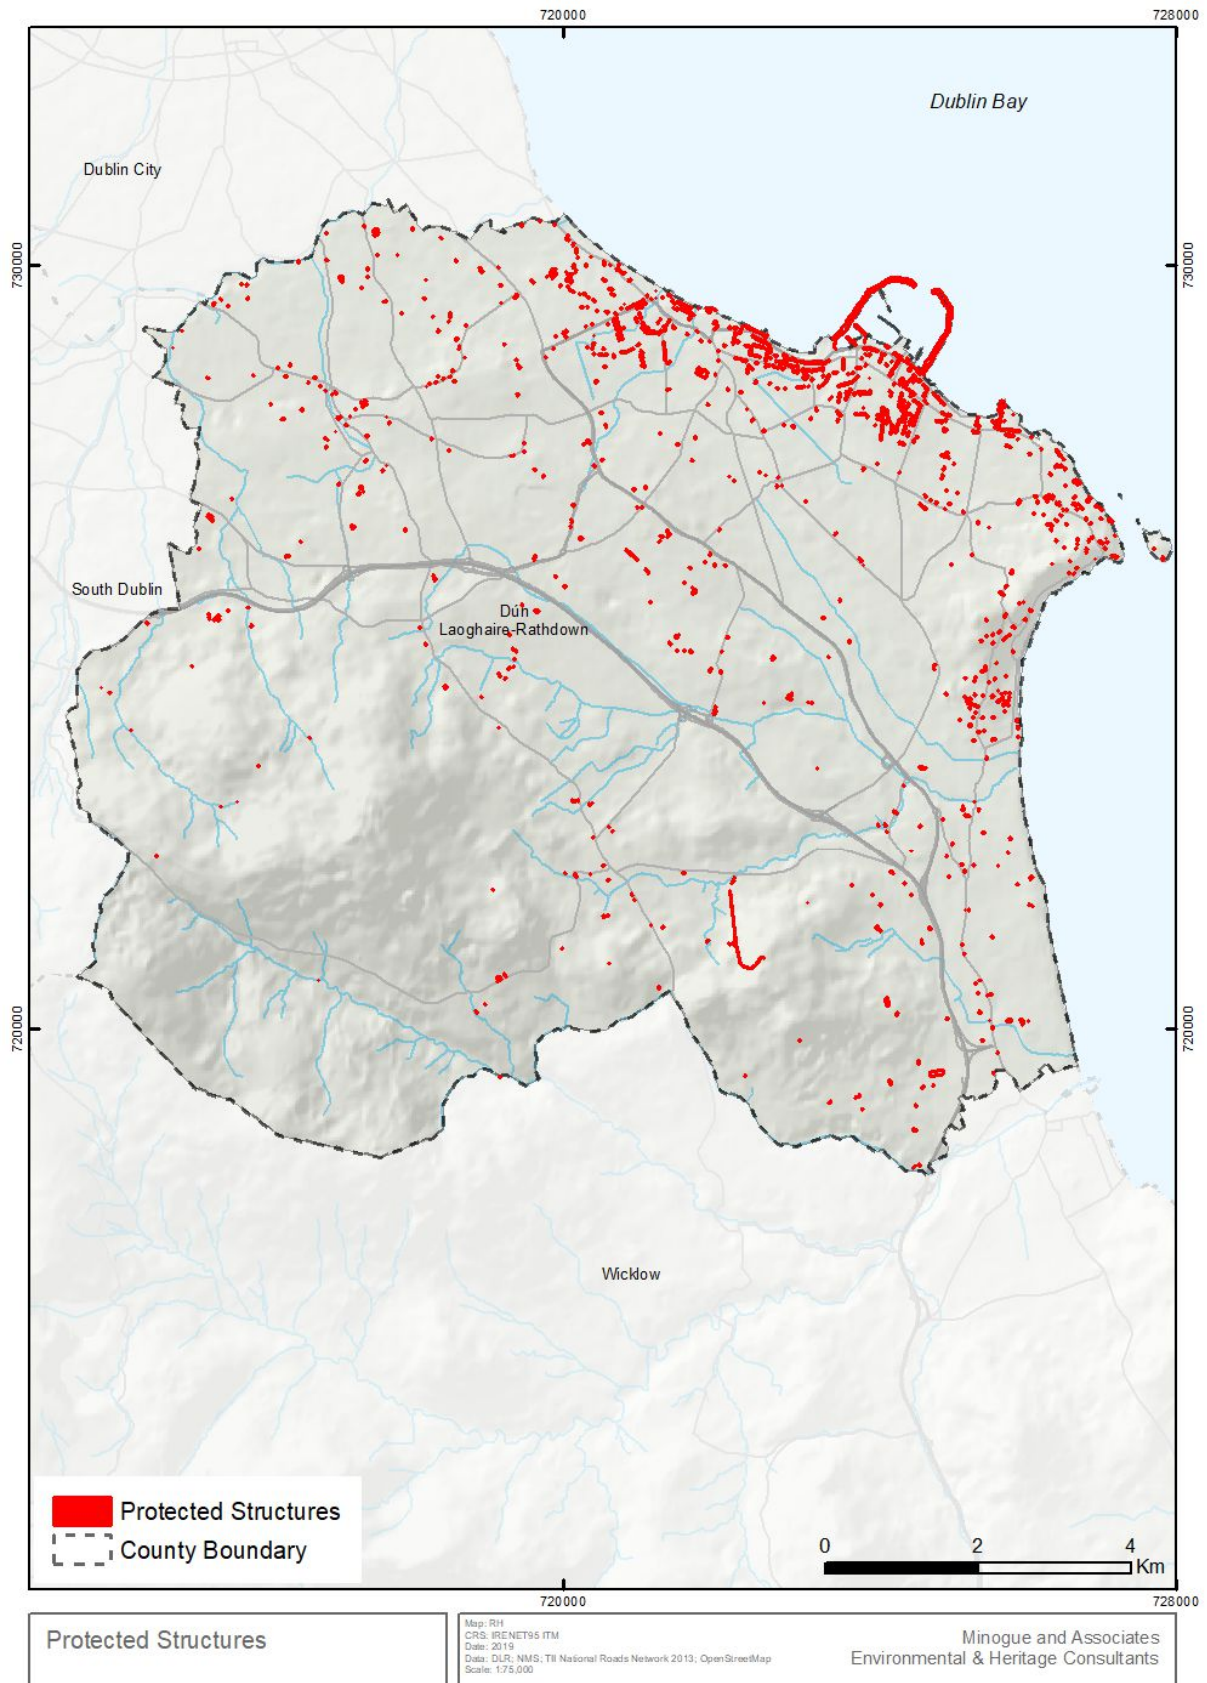 720000
728000
Dublin Bay
Dublin City
730000
730000
South Dublin
Dúh
Laoghaire-Rathdown
720000
720000
Wicklow
Protected Structures
County Boundary
0 2 4
Km
720000
728000
Protected Structures
Map: RH
CRS: IRENET95 ITM
Date: 2019
Data: DLR; NMS; TII National Roads Network 2013; OpenStreetMap
Scale: 1:75,000
Minogue and Associates
Environmental & Heritage Consultants